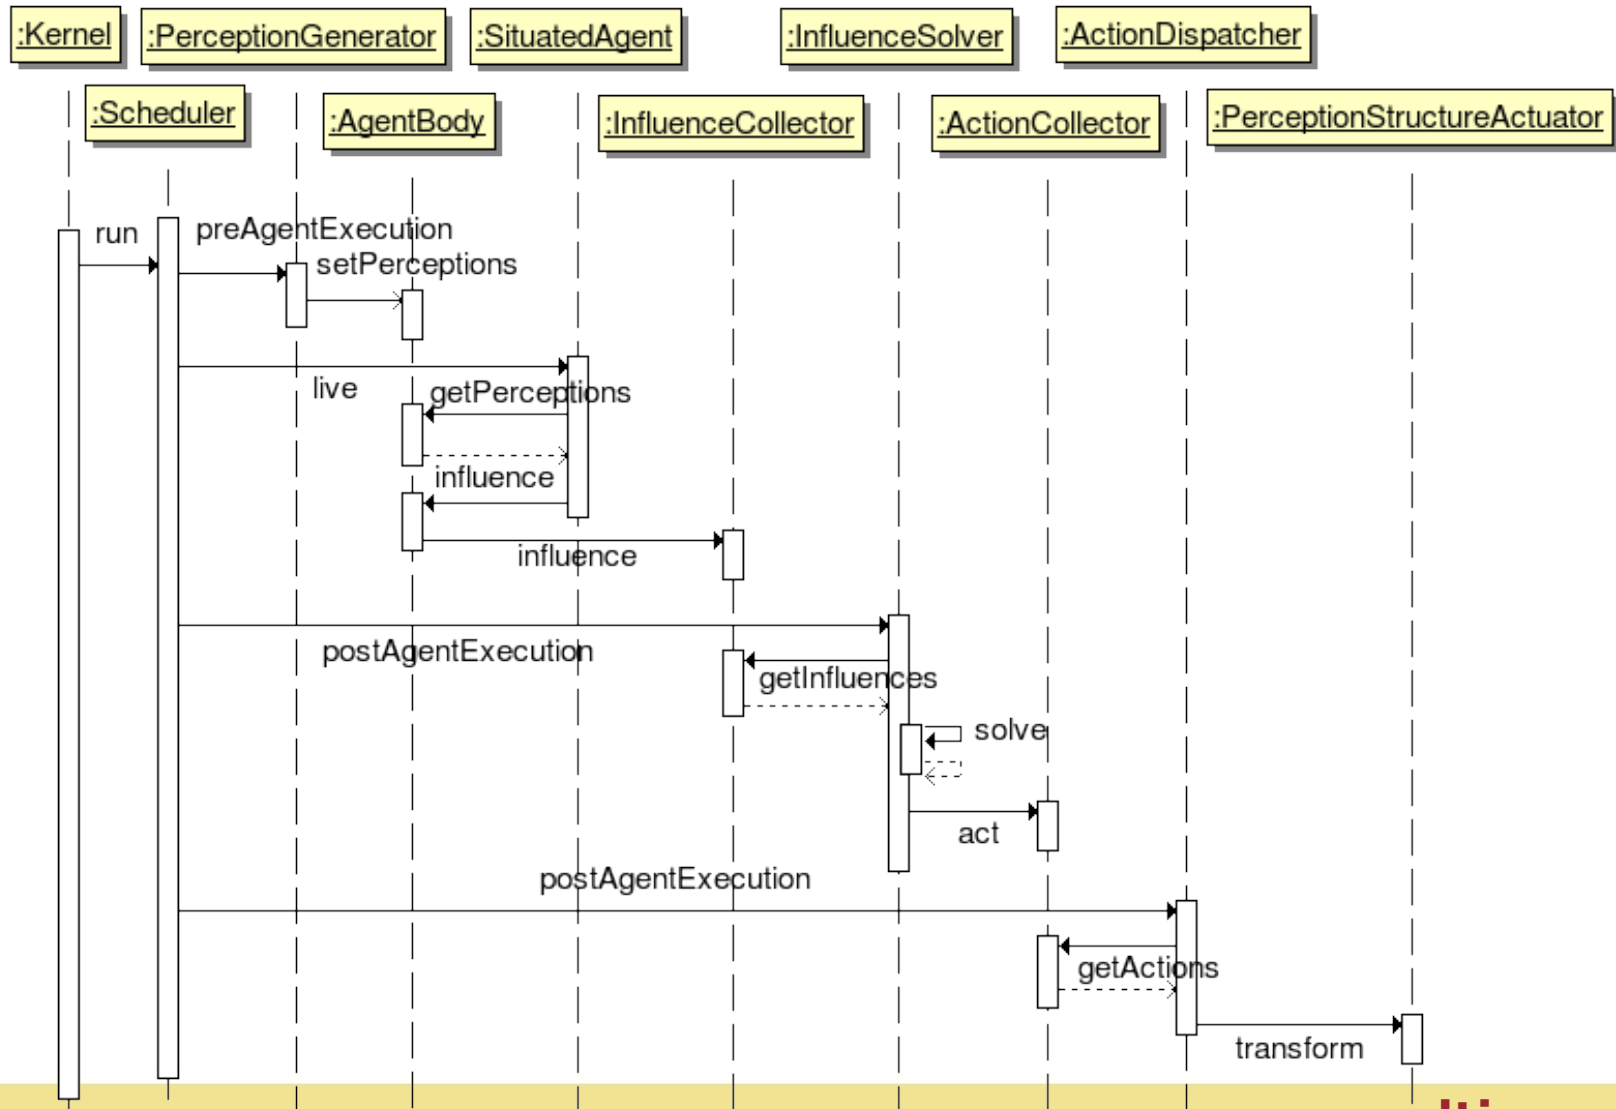 :Kernel
:PerceptionGenerator
:SituatedAgent
:InfluenceSolver
:ActionDispatcher
:Scheduler
:AgentBody
:InfluenceCollector
:ActionCollector
:PerceptionStructureActuator
run
preAgentExecution
setPerceptions
live
getPerceptions
influence
influence
postAgentExecution
getInfluences
solve
act
postAgentExecution
getActions
transform